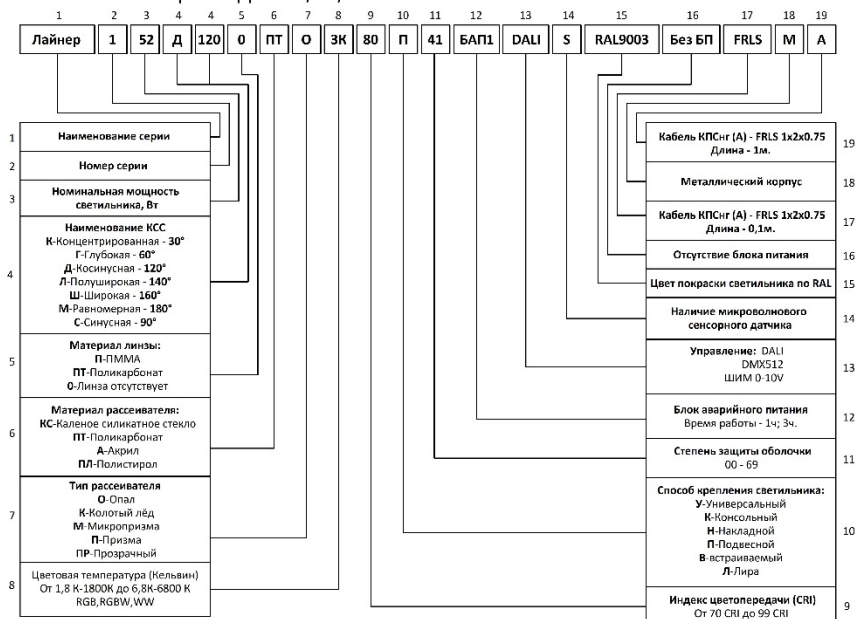 1 2 3 4 4 5 6 7 8 9 10 11 12 13 14 15 16 17 18 19
Лайнер 1 52 Д 120 0 ПТ О 3К 80 П 41 БАП1 DALI S RAL9003 Без БП FRLS М А
1 Наименование серии
2 Номер серии
3 Номинальная мощность
светильника, Вт
4 Наименование КСС
К-Концентрированная - 30°
Г-Глубокая - 60°
Д-Косинусная - 120°
Л-Полуширокая - 140°
Ш-Широкая - 160°
М-Равномерная - 180°
С-Синусная - 90°
5 Материал линзы:
П-ПММА
ПТ-Поликарбонат
0-Линза отсутствует
6 Материал рассеивателя:
КС-Каленое силикатное стекло
ПТ-Поликарбонат
А-Акрил
ПЛ-Полистирол
7 Тип рассеивателя
О-Опал
К-Колотый лёд
М-Микропризма
П-Призма
ПР-Прозрачный
8 Цветовая температура (Кельвин)
От 1,8 К-1800К до 6,8К-6800 К
RGB,RGBW,WW
Кабель КПСнг (А) - FRLS 1x2x0.75
Длина - 1м.
19
Металлический корпус 18
Кабель КПСнг (А) - FRLS 1x2x0.75
Длина - 0,1м.
17
Отсутствие блока питания 16
Цвет покраски светильника по RAL 15
Наличие микроволнового
сенсорного датчика
14
Управление: DALI
DMX512
ШИМ 0-10V
13
Блок аварийного питания
Время работы - 1ч; 3ч.
12
Степень защиты оболочки
00 - 69
11
Способ крепления светильника:
У-Универсальный
К-Консольный
Н-Накладной
П-Подвесной
В-встраиваемый
Л-Лира
10
Индекс цветопередачи (CRI)
От 70 CRI до 99 CRI
9